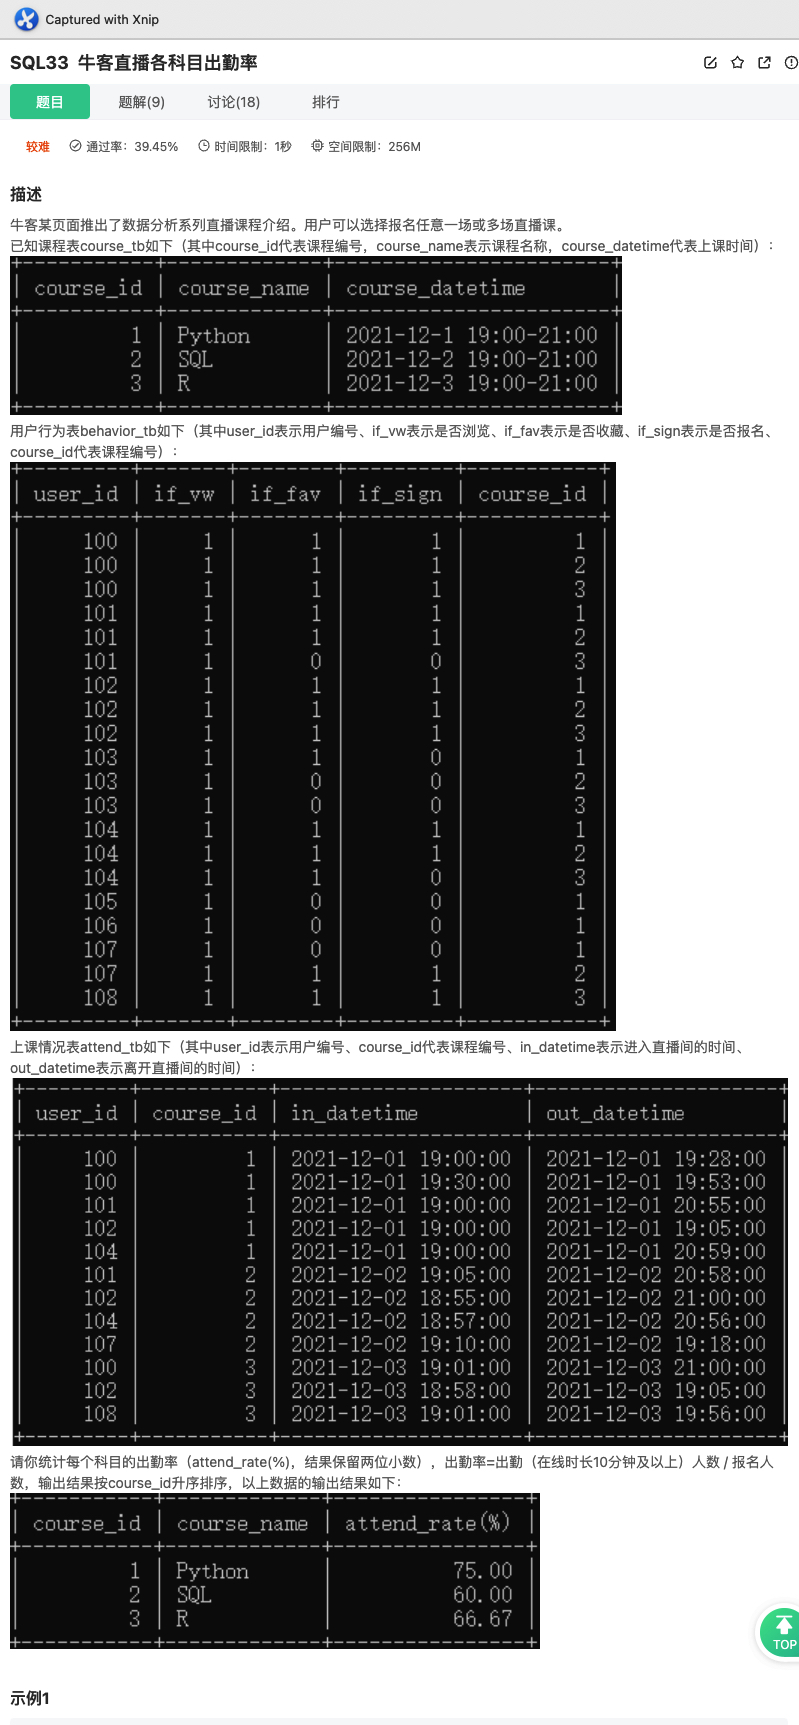 Captured with Xnip
SQL33 牛客直播各科目出勤率
题目 题解(9) 讨论(18) 排行
较难 通过率：39.45% 时间限制：1秒 空间限制：256M
描述
牛客某页面推出了数据分析系列直播课程介绍。用户可以选择报名任意一场或多场直播课。
已知课程表course_tb如下（其中course_id代表课程编号，course_name表示课程名称，course_datetime代表上课时间）：
course_id | course_name | course_datetime
1 | Python | 2021-12-1 19:00-21:00
2 | SQL | 2021-12-2 19:00-21:00
3 | R | 2021-12-3 19:00-21:00
用户行为表behavior_tb如下（其中user_id表示用户编号、if_vw表示是否浏览、if_fav表示是否收藏、if_sign表示是否报名、
course_id代表课程编号）：
user_id | if_vw | if_fav | if_sign | course_id
100 | 1 | 1 | 1 | 1
100 | 1 | 1 | 1 | 2
100 | 1 | 1 | 1 | 3
101 | 1 | 1 | 1 | 1
101 | 1 | 1 | 1 | 2
101 | 1 | 0 | 0 | 3
102 | 1 | 1 | 1 | 1
102 | 1 | 1 | 1 | 2
102 | 1 | 1 | 1 | 3
103 | 1 | 1 | 0 | 1
103 | 1 | 0 | 0 | 2
103 | 1 | 0 | 0 | 3
104 | 1 | 1 | 1 | 1
104 | 1 | 1 | 1 | 2
104 | 1 | 1 | 0 | 3
105 | 1 | 0 | 0 | 1
106 | 1 | 0 | 0 | 1
107 | 1 | 0 | 0 | 1
107 | 1 | 1 | 1 | 2
108 | 1 | 1 | 1 | 3
上课情况表attend_tb如下（其中user_id表示用户编号、course_id代表课程编号、in_datetime表示进入直播间的时间、
out_datetime表示离开直播间的时间）：
user_id | course_id | in_datetime | out_datetime
100 | 1 | 2021-12-01 19:00:00 | 2021-12-01 19:28:00
100 | 1 | 2021-12-01 19:30:00 | 2021-12-01 19:53:00
101 | 1 | 2021-12-01 19:00:00 | 2021-12-01 20:55:00
102 | 1 | 2021-12-01 19:00:00 | 2021-12-01 19:05:00
104 | 1 | 2021-12-01 19:00:00 | 2021-12-01 20:59:00
101 | 2 | 2021-12-02 19:05:00 | 2021-12-02 20:58:00
102 | 2 | 2021-12-02 18:55:00 | 2021-12-02 21:00:00
104 | 2 | 2021-12-02 18:57:00 | 2021-12-02 20:56:00
107 | 2 | 2021-12-02 19:10:00 | 2021-12-02 19:18:00
100 | 3 | 2021-12-03 19:01:00 | 2021-12-03 21:00:00
102 | 3 | 2021-12-03 18:58:00 | 2021-12-03 19:05:00
108 | 3 | 2021-12-03 19:01:00 | 2021-12-03 19:56:00
请你统计每个科目的出勤率（attend_rate(%)，结果保留两位小数），出勤率=出勤（在线时长10分钟及以上）人数 / 报名人
数，输出结果按course_id升序排序，以上数据的输出结果如下：
course_id | course_name | attend_rate(%)
1 | Python | 75.00
2 | SQL | 60.00
3 | R | 66.67
TOP
示例1